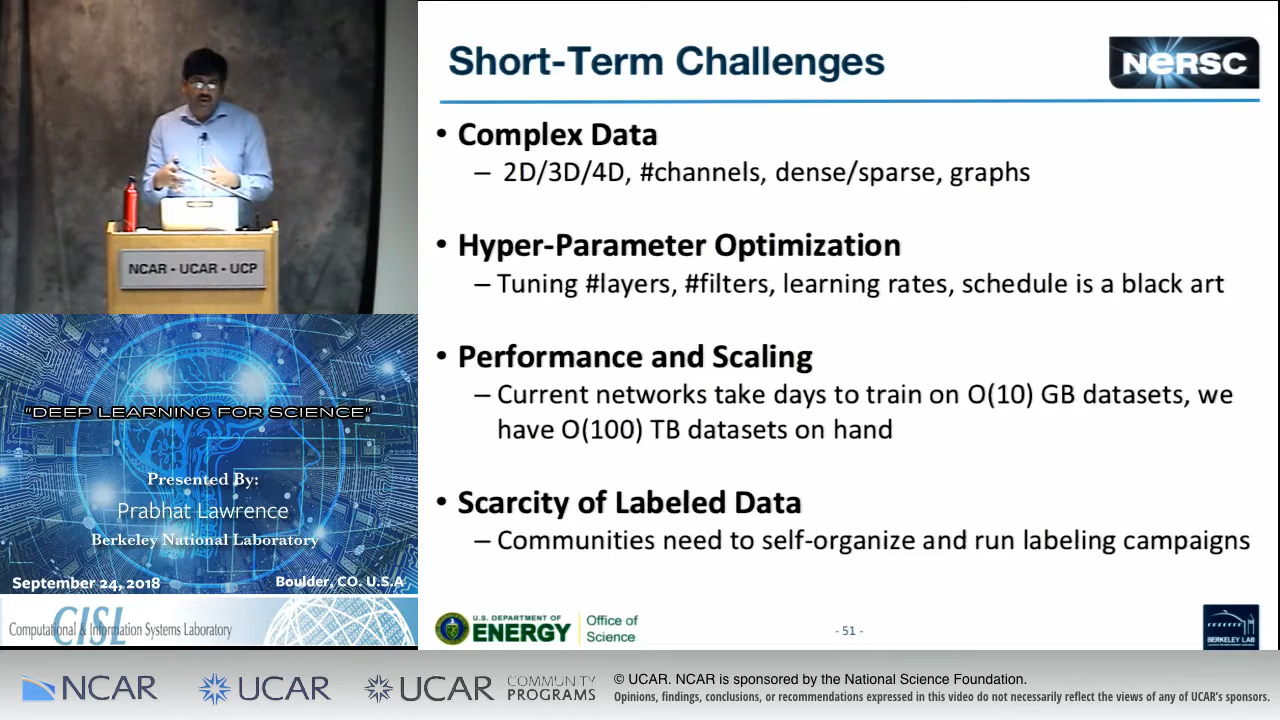 NCAR - UCAR - UCP
"DEEP LEARNING FOR SCIENCE"
Presented By:
Prabhat Lawrence
Berkeley National Laboratory
September 24, 2018
Boulder, CO. U.S.A
CISL
Computational & Information Systems Laboratory
Short-Term Challenges
NERSC
• Complex Data
– 2D/3D/4D, #channels, dense/sparse, graphs
• Hyper-Parameter Optimization
– Tuning #layers, #filters, learning rates, schedule is a black art
• Performance and Scaling
– Current networks take days to train on O(10) GB datasets, we
have O(100) TB datasets on hand
• Scarcity of Labeled Data
– Communities need to self-organize and run labeling campaigns
U.S. DEPARTMENT OF
ENERGY
Office of
Science
- 51 -
BERKELEY LAB
NCAR
UCAR
UCAR
COMMUNITY
PROGRAMS
© UCAR. NCAR is sponsored by the National Science Foundation.
Opinions, findings, conclusions, or recommendations expressed in this video do not necessarily reflect the views of any of UCAR's sponsors.